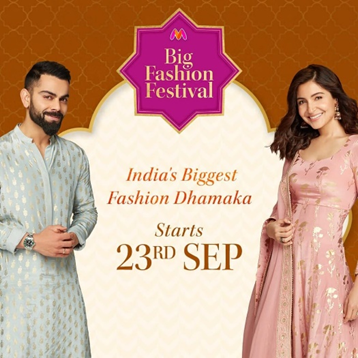 Big
Fashion
Festival
India's Biggest
Fashion Dhamaka
Starts
23RD SEP